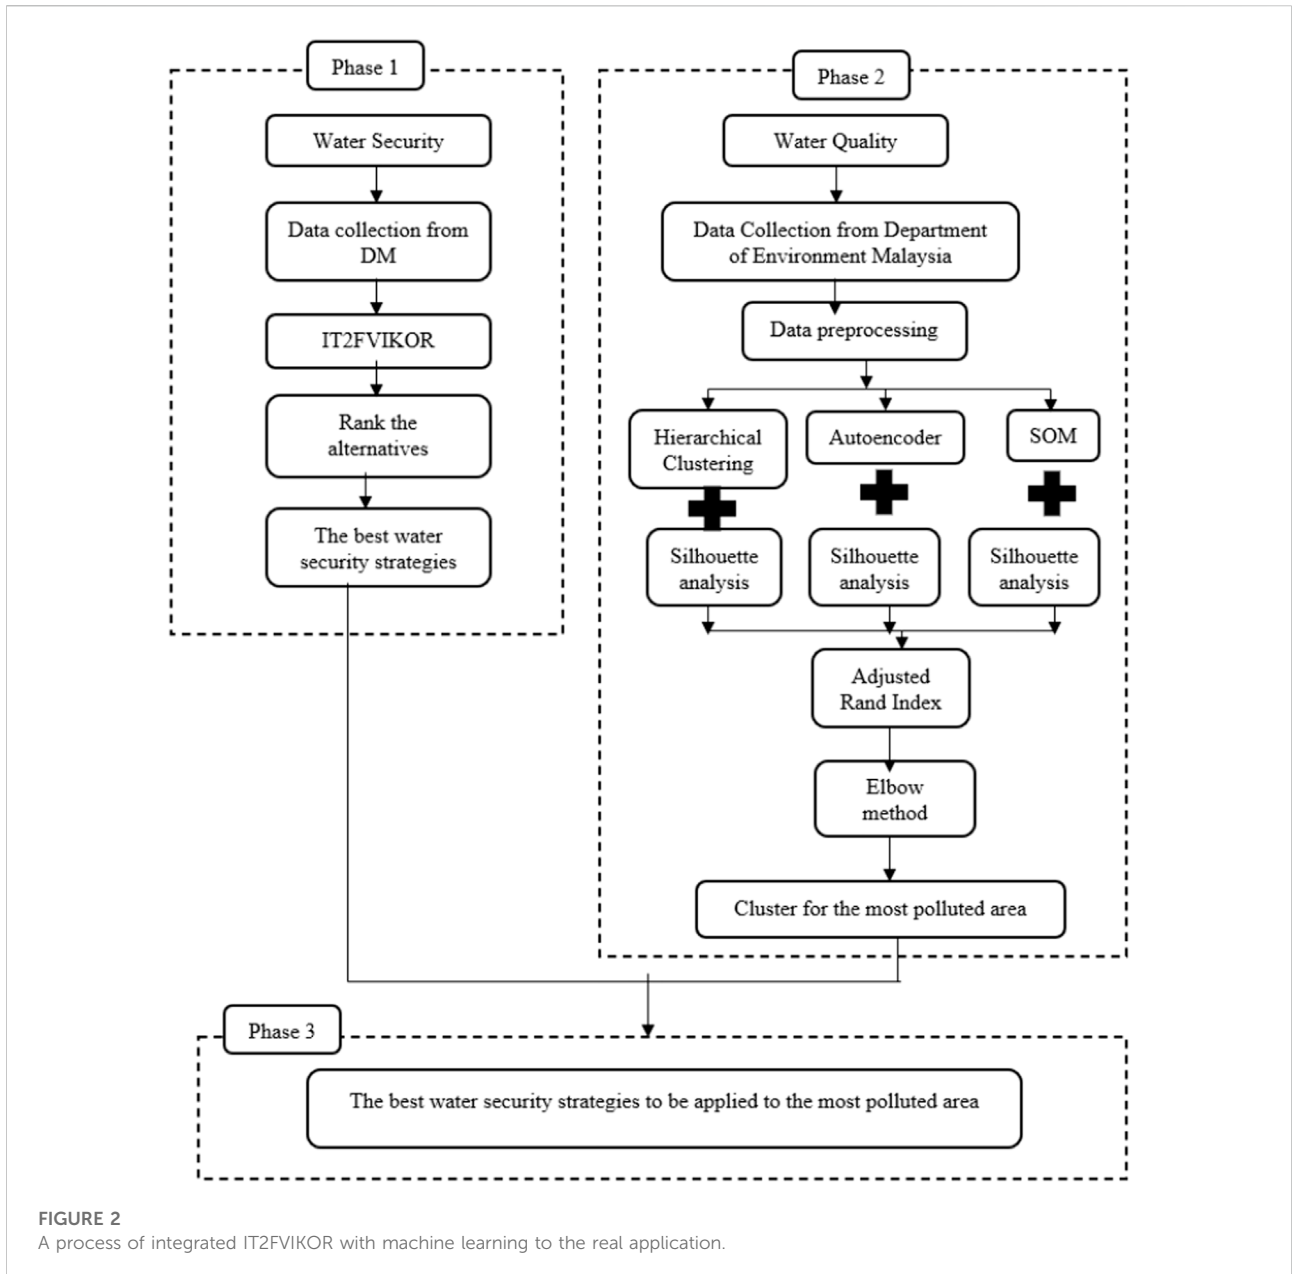 Phase 1
Water Security
Data collection from
DM
IT2FVIKOR
Rank the
alternatives
The best water
security strategies
Phase 2
Water Quality
Data Collection from Department
of Environment Malaysia
Data preprocessing
Hierarchical
Clustering
Autoencoder
SOM
Silhouette
analysis
Silhouette
analysis
Silhouette
analysis
Adjusted
Rand Index
Elbow
method
Cluster for the most polluted area
Phase 3
The best water security strategies to be applied to the most polluted area
FIGURE 2
A process of integrated IT2FVIKOR with machine learning to the real application.